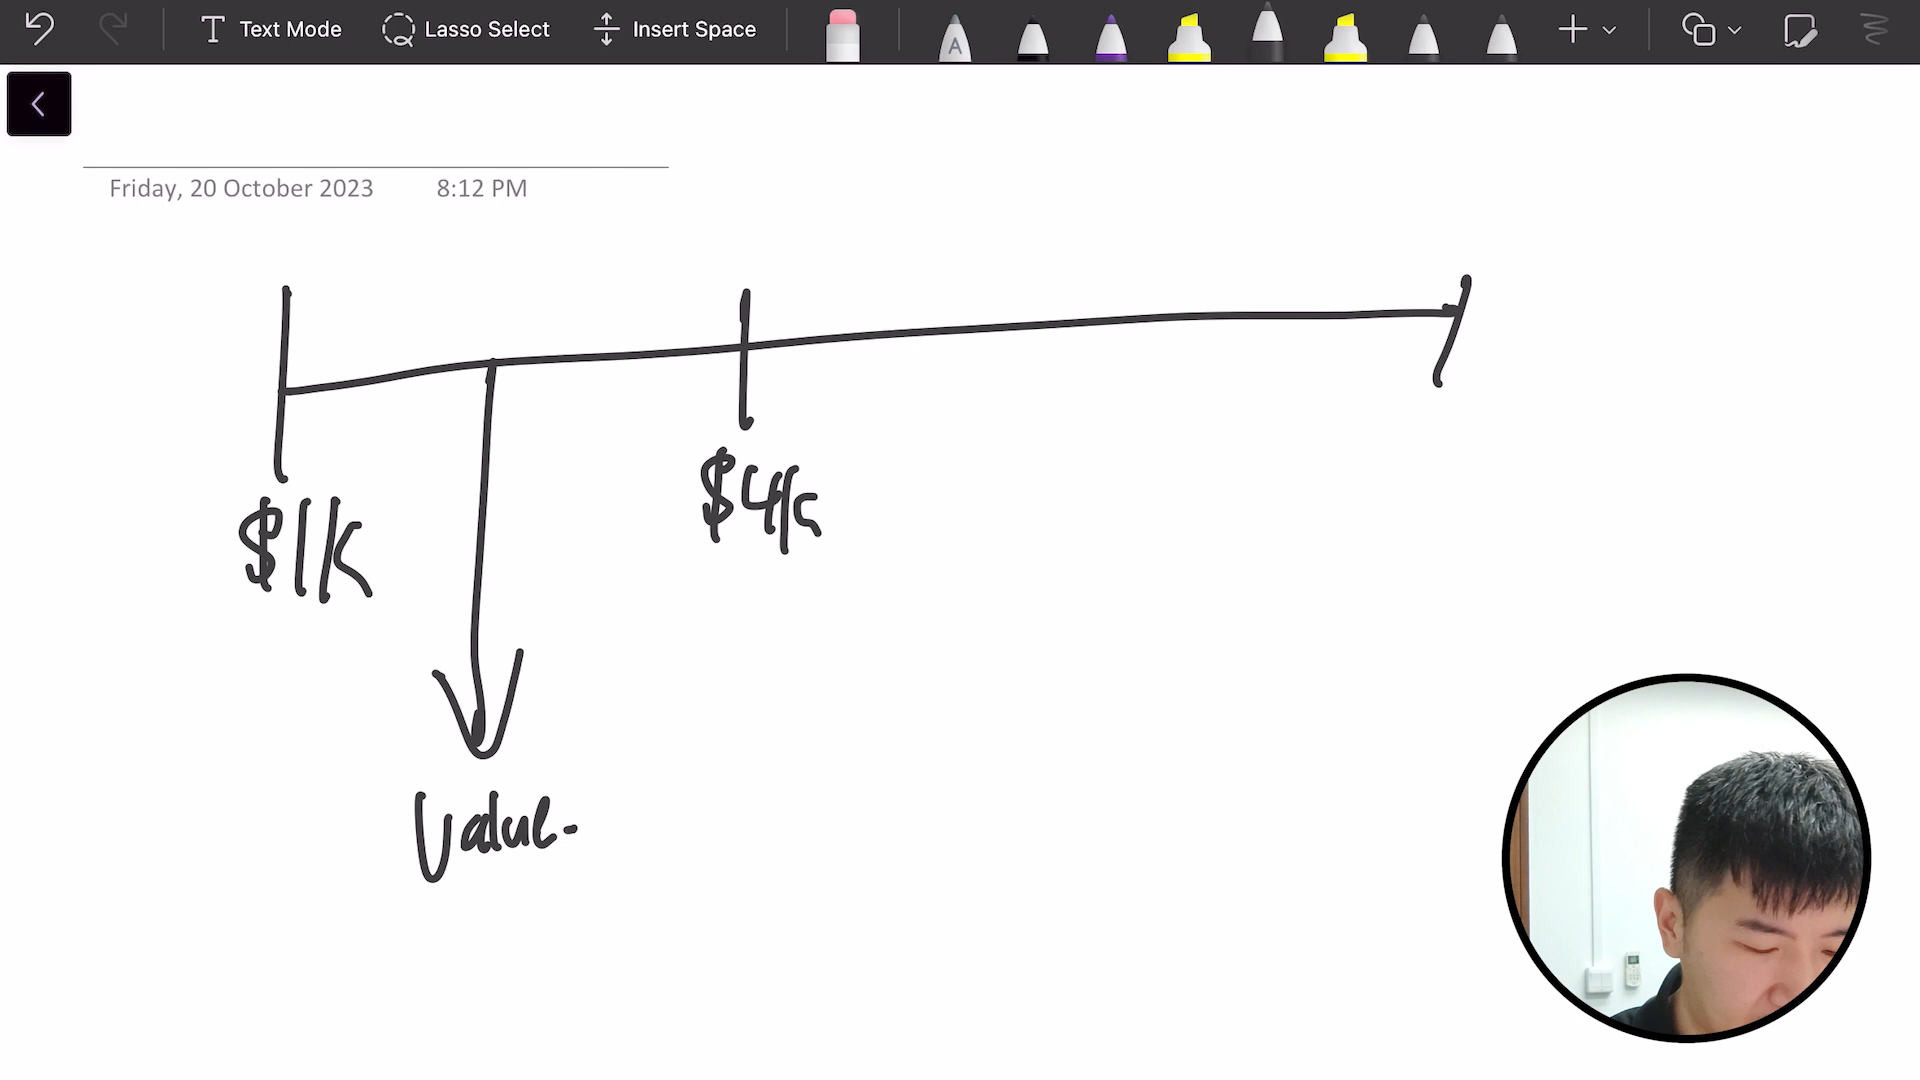 Text Mode Lasso Select Insert Space
A
Friday, 20 October 2023 8:12 PM
$1K
$4k
Value.